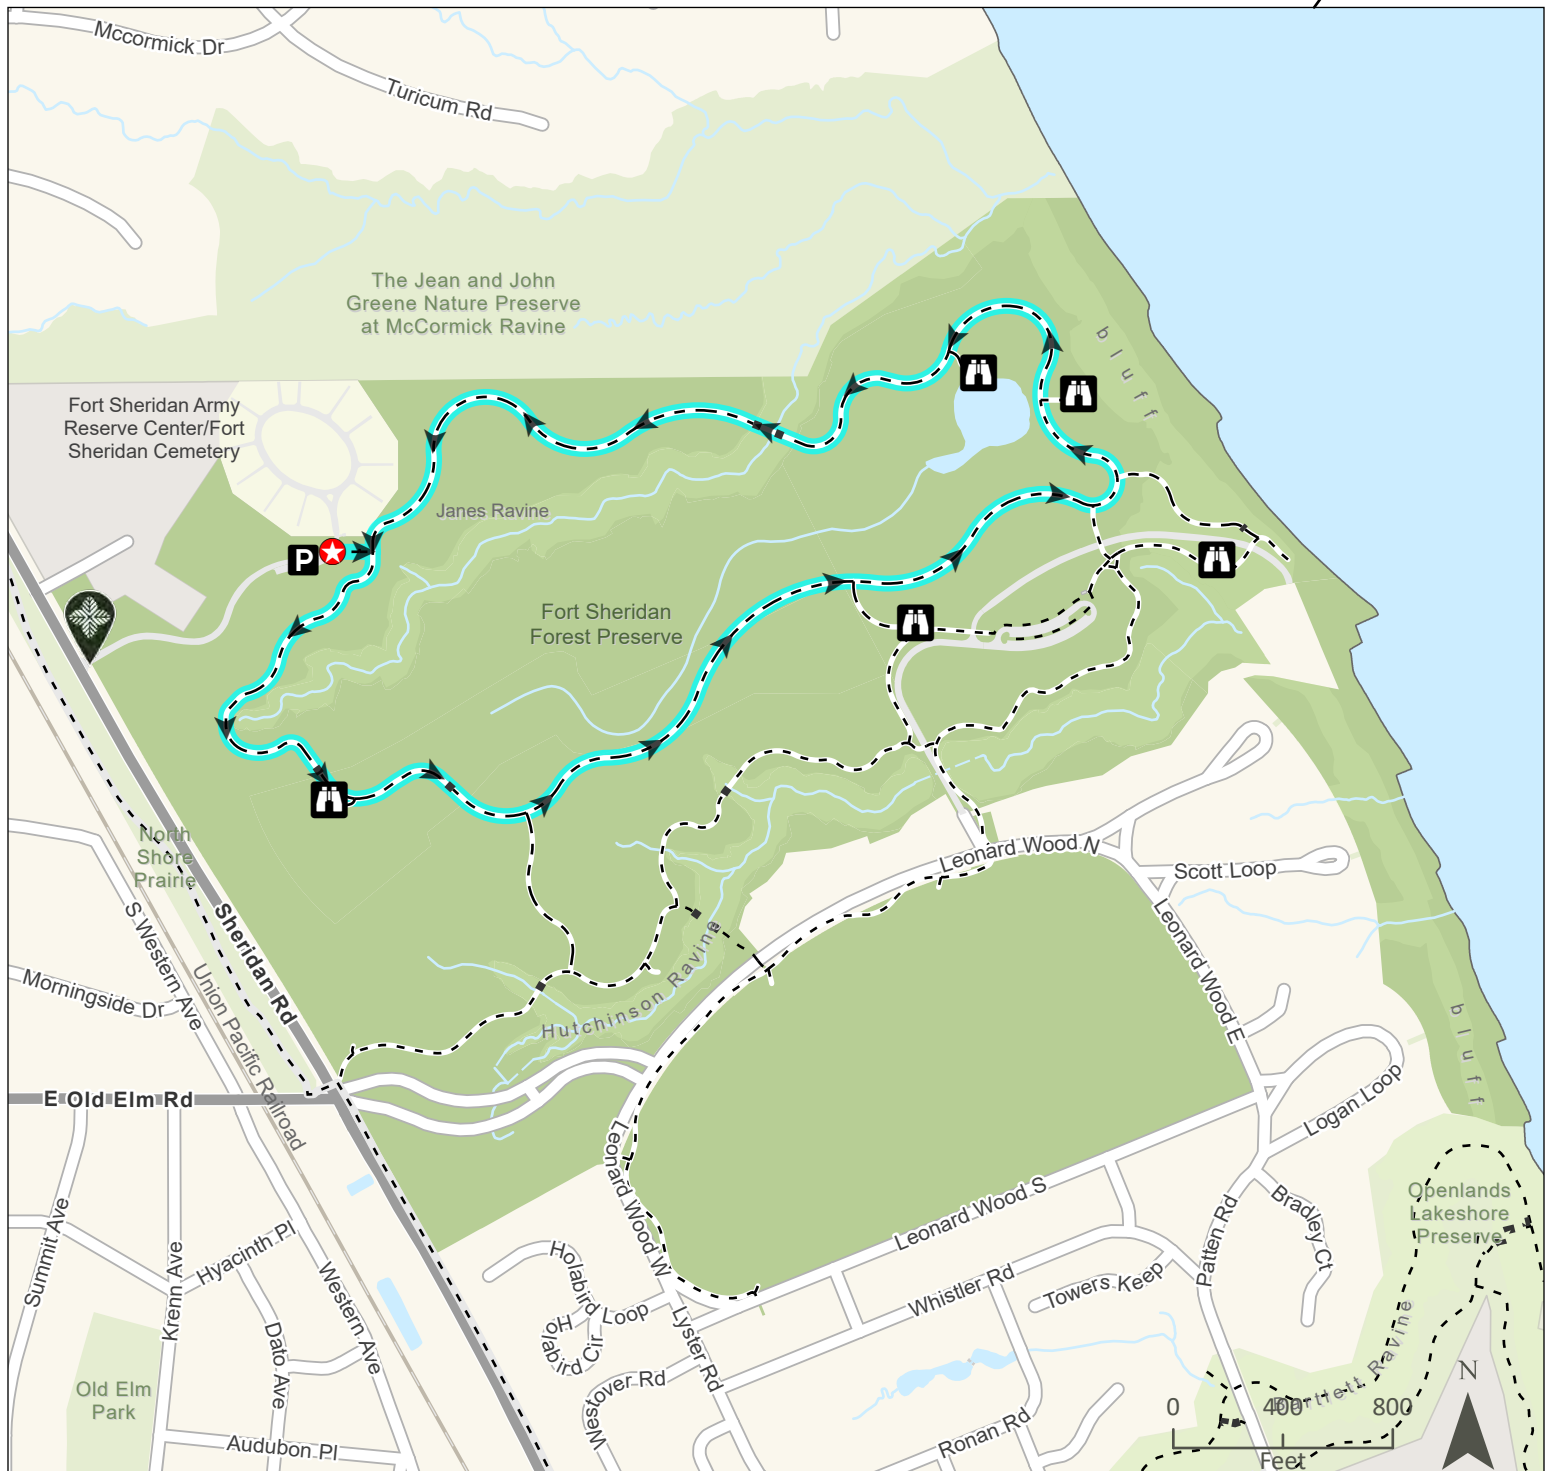 Mccormick Dr
Turicum Rd
The Jean and John
Greene Nature Preserve
at McCormick Ravine
bluff
Fort Sheridan Army
Reserve Center/Fort
Sheridan Cemetery
Janes Ravine
P
Fort Sheridan
Forest Preserve
North
Shore
Prairie
Leonard Wood N
Scott Loop
S Western Ave
Sheridan Rd
Leonard Wood E
Hutchinson Ravine
Morningside Dr
Union Pacific Railroad
bluff
E Old Elm Rd
Logan Loop
Leonard Wood W
Leonard Wood S
Openlands
Lakeshore
Preserve
Bradley Ct
Patten Rd
Summit Ave
Hyacinth Pl
Krenn Ave
Western Ave
Holabird Loop
Holabird Cir
Whistler Rd
Towers Keep
Lyster Rd
Dato Ave
Westover Rd
Bartlett Ravine
Old Elm
Park
Audubon Pl
Ronan Rd
N
0 400 800
Feet